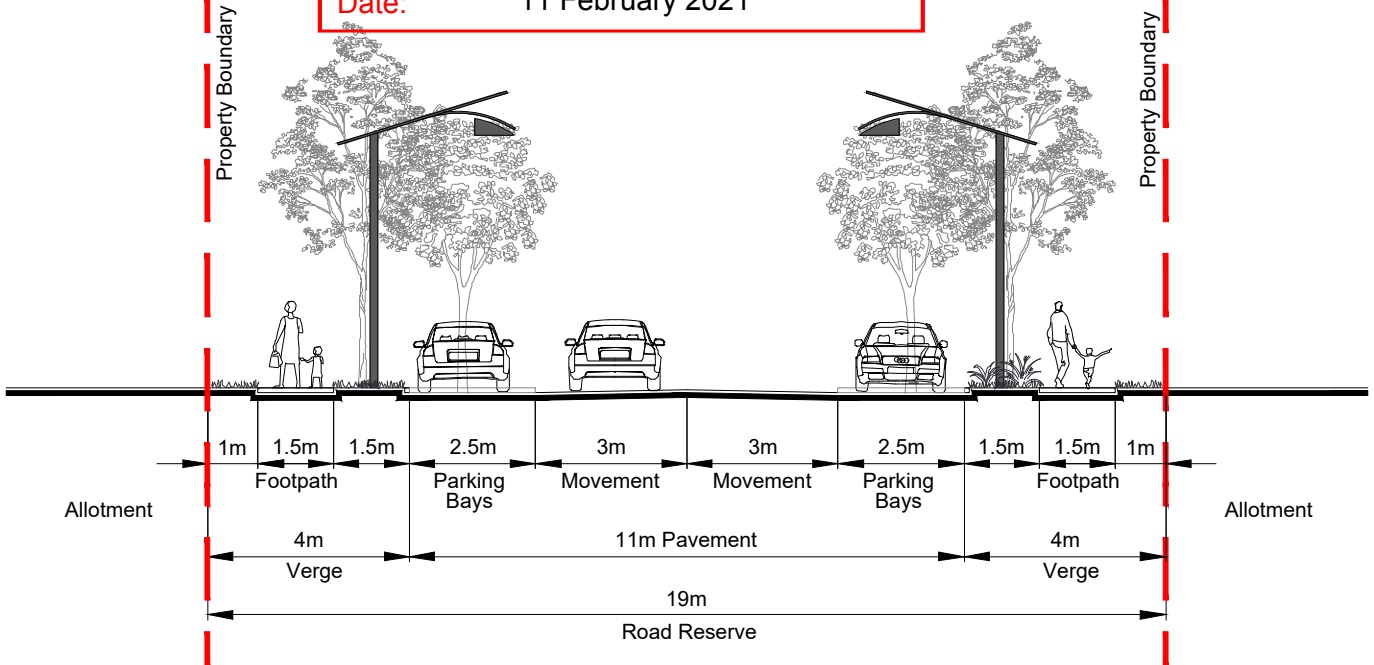 Date: 11 February 2021
Property Boundary
Property Boundary
1m 1.5m 1.5m 2.5m 3m 3m 2.5m 1.5m 1.5m 1m
Footpath Parking Movement Movement Parking Footpath
Bays Bays
Allotment Allotment
4m 11m Pavement 4m
Verge Verge
19m
Road Reserve